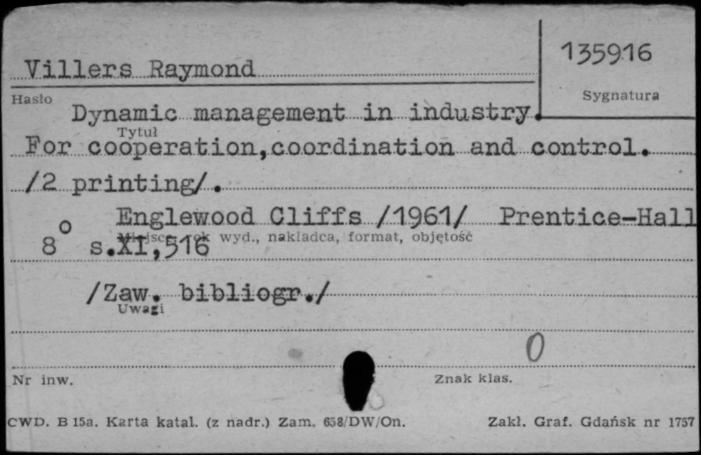 Villers Raymond
135916
Hasło
Sygnatura
Dynamic management in industry.
Tytuł
For cooperation,coordination and control.
/2 printing/.
Englewood Cliffs /1961/ Prentice-Hall
Miejsce rok wyd., nakładca, format, objętość
8° s.XI,516
/Zaw. bibliogr./
Uwagi
0
Nr inw.
Znak klas.
CWD. B 15a. Karta katal. (z nadr.) Zam. 658/DW/On.
Zakł. Graf. Gdańsk nr 1757